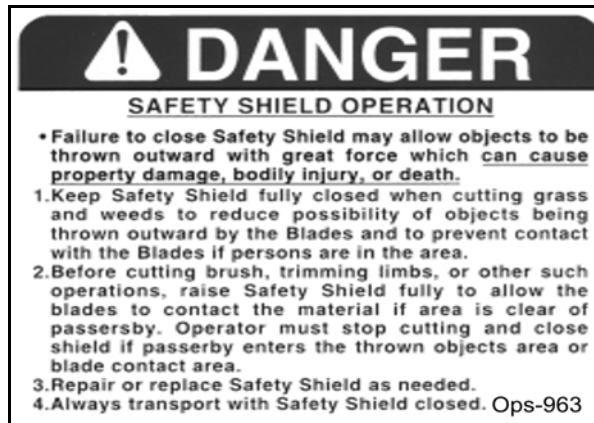 DANGER
SAFETY SHIELD OPERATION
• Failure to close Safety Shield may allow objects to be
thrown outward with great force which can cause
property damage, bodily injury, or death.
1.Keep Safety Shield fully closed when cutting grass
and weeds to reduce possibility of objects being
thrown outward by the Blades and to prevent contact
with the Blades if persons are in the area.
2.Before cutting brush, trimming limbs, or other such
operations, raise Safety Shield fully to allow the
blades to contact the material if area is clear of
passersby. Operator must stop cutting and close
shield if passerby enters the thrown objects area or
blade contact area.
3.Repair or replace Safety Shield as needed.
4.Always transport with Safety Shield closed. Ops-963